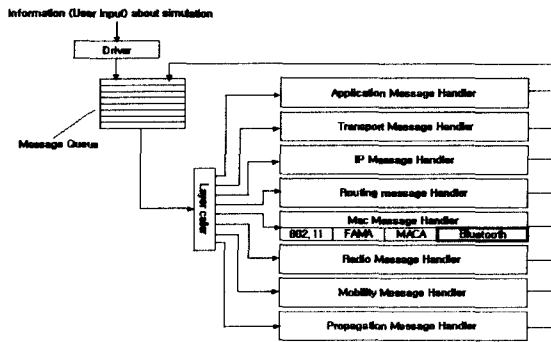 Information (User Input) about simulation
Driver
Message Queue
Layer caller
Application Message Handler
Transport Message Handler
IP Message Handler
Routing message Handler
Mac Message Handler
802.11 FAMA MACA Bluetooth
Radio Message Handler
Mobility Message Handler
Propagation Message Handler